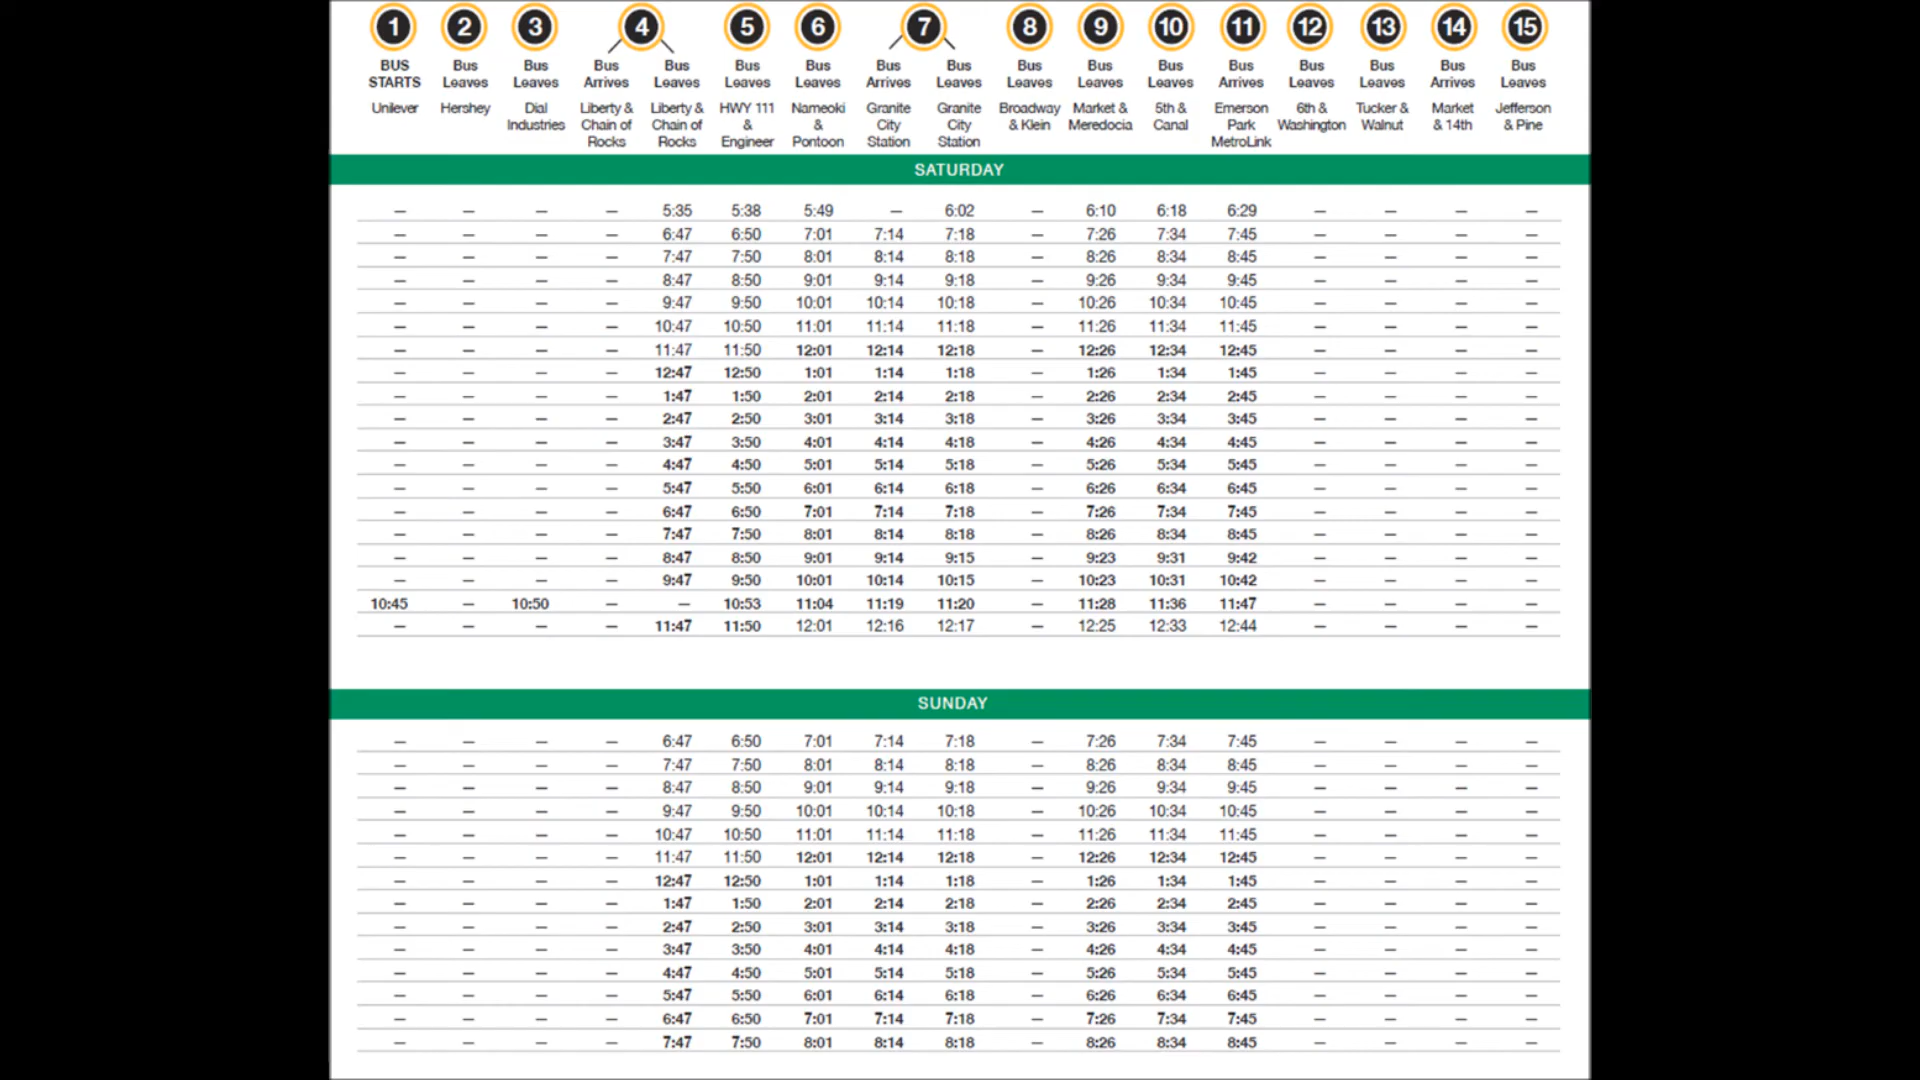 1 2 3 4 5 6 7 8 9 10 11 12 13 14 15
BUS Bus Bus Bus Bus Bus Bus Bus Bus Bus Bus Bus Bus Bus Bus Bus Bus
STARTS Leaves Leaves Arrives Leaves Leaves Leaves Arrives Leaves Leaves Leaves Leaves Arrives Leaves Leaves Arrives Leaves
Unilever Hershey Dial Liberty & Liberty & HWY 111 Nameoki Granite Granite Broadway Market & 5th & Emerson 6th & Tucker & Market Jefferson
Industries Chain of Chain of & & City City & Klein Meredocia Canal Park Washington Walnut & 14th & Pine
Rocks Rocks Engineer Pontoon Station Station MetroLink
SATURDAY
— — — — 5:35 5:38 5:49 — 6:02 — 6:10 6:18 6:29 — — — —
— — — — 6:47 6:50 7:01 7:14 7:18 — 7:26 7:34 7:45 — — — —
— — — — 7:47 7:50 8:01 8:14 8:18 — 8:26 8:34 8:45 — — — —
— — — — 8:47 8:50 9:01 9:14 9:18 — 9:26 9:34 9:45 — — — —
— — — — 9:47 9:50 10:01 10:14 10:18 — 10:26 10:34 10:45 — — — —
— — — — 10:47 10:50 11:01 11:14 11:18 — 11:26 11:34 11:45 — — — —
— — — — 11:47 11:50 12:01 12:14 12:18 — 12:26 12:34 12:45 — — — —
— — — — 12:47 12:50 1:01 1:14 1:18 — 1:26 1:34 1:45 — — — —
— — — — 1:47 1:50 2:01 2:14 2:18 — 2:26 2:34 2:45 — — — —
— — — — 2:47 2:50 3:01 3:14 3:18 — 3:26 3:34 3:45 — — — —
— — — — 3:47 3:50 4:01 4:14 4:18 — 4:26 4:34 4:45 — — — —
— — — — 4:47 4:50 5:01 5:14 5:18 — 5:26 5:34 5:45 — — — —
— — — — 5:47 5:50 6:01 6:14 6:18 — 6:26 6:34 6:45 — — — —
— — — — 6:47 6:50 7:01 7:14 7:18 — 7:26 7:34 7:45 — — — —
— — — — 7:47 7:50 8:01 8:14 8:18 — 8:26 8:34 8:45 — — — —
— — — — 8:47 8:50 9:01 9:14 9:15 — 9:23 9:31 9:42 — — — —
— — — — 9:47 9:50 10:01 10:14 10:15 — 10:23 10:31 10:42 — — — —
10:45 — 10:50 — — 10:53 11:04 11:19 11:20 — 11:28 11:36 11:47 — — — —
— — — — 11:47 11:50 12:01 12:16 12:17 — 12:25 12:33 12:44 — — — —
SUNDAY
— — — — 6:47 6:50 7:01 7:14 7:18 — 7:26 7:34 7:45 — — — —
— — — — 7:47 7:50 8:01 8:14 8:18 — 8:26 8:34 8:45 — — — —
— — — — 8:47 8:50 9:01 9:14 9:18 — 9:26 9:34 9:45 — — — —
— — — — 9:47 9:50 10:01 10:14 10:18 — 10:26 10:34 10:45 — — — —
— — — — 10:47 10:50 11:01 11:14 11:18 — 11:26 11:34 11:45 — — — —
— — — — 11:47 11:50 12:01 12:14 12:18 — 12:26 12:34 12:45 — — — —
— — — — 12:47 12:50 1:01 1:14 1:18 — 1:26 1:34 1:45 — — — —
— — — — 1:47 1:50 2:01 2:14 2:18 — 2:26 2:34 2:45 — — — —
— — — — 2:47 2:50 3:01 3:14 3:18 — 3:26 3:34 3:45 — — — —
— — — — 3:47 3:50 4:01 4:14 4:18 — 4:26 4:34 4:45 — — — —
— — — — 4:47 4:50 5:01 5:14 5:18 — 5:26 5:34 5:45 — — — —
— — — — 5:47 5:50 6:01 6:14 6:18 — 6:26 6:34 6:45 — — — —
— — — — 6:47 6:50 7:01 7:14 7:18 — 7:26 7:34 7:45 — — — —
— — — — 7:47 7:50 8:01 8:14 8:18 — 8:26 8:34 8:45 — — — —